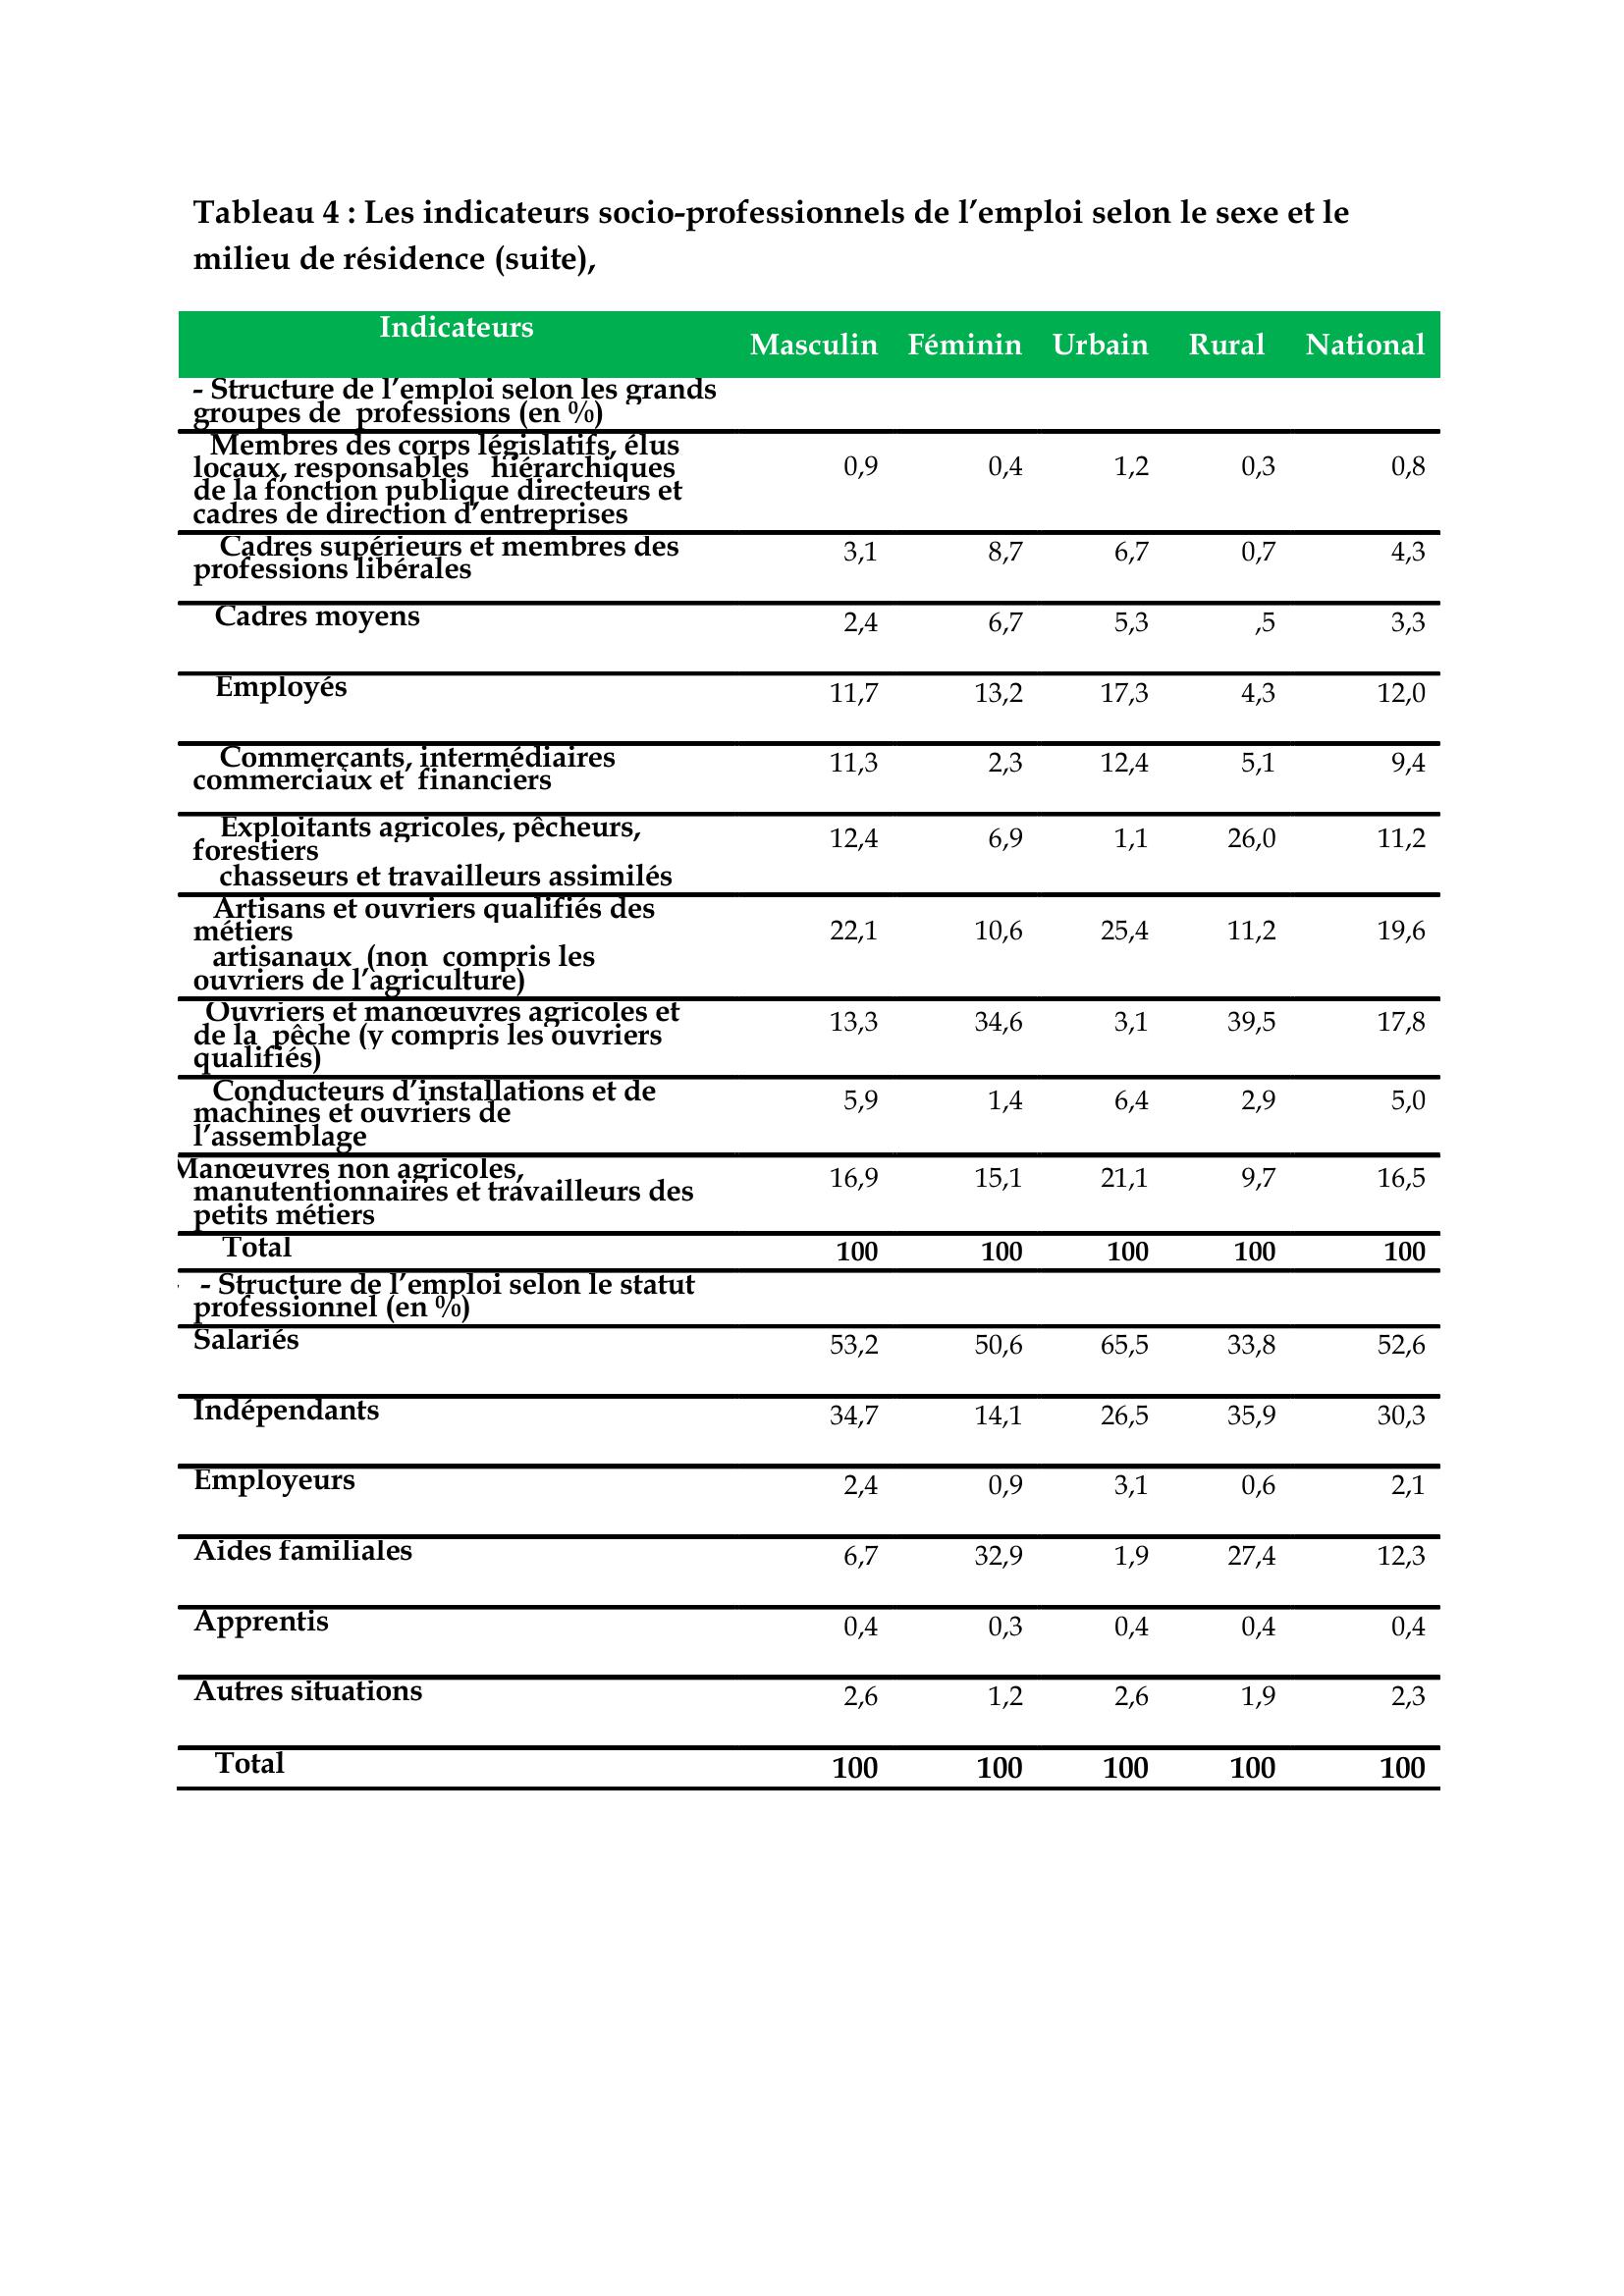 Tableau 4 : Les indicateurs socio-professionnels de l’emploi selon le sexe et le
milieu de résidence (suite),
Indicateurs Masculin Féminin Urbain Rural National
- Structure de l’emploi selon les grands
groupes de professions (en %)
Membres des corps législatifs, élus
locaux, responsables hiérarchiques 0,9 0,4 1,2 0,3 0,8
de la fonction publique directeurs et
cadres de direction d’entreprises
Cadres supérieurs et membres des 3,1 8,7 6,7 0,7 4,3
professions libérales
Cadres moyens 2,4 6,7 5,3 ,5 3,3
Employés 11,7 13,2 17,3 4,3 12,0
Commerçants, intermédiaires 11,3 2,3 12,4 5,1 9,4
commerciaux et financiers
Exploitants agricoles, pêcheurs, 12,4 6,9 1,1 26,0 11,2
forestiers
chasseurs et travailleurs assimilés
Artisans et ouvriers qualifiés des
métiers 22,1 10,6 25,4 11,2 19,6
artisanaux (non compris les
ouvriers de l’agriculture)
Ouvriers et manœuvres agricoles et 13,3 34,6 3,1 39,5 17,8
de la pêche (y compris les ouvriers
qualifiés)
Conducteurs d’installations et de 5,9 1,4 6,4 2,9 5,0
machines et ouvriers de
l’assemblage
Manœuvres non agricoles, 16,9 15,1 21,1 9,7 16,5
manutentionnaires et travailleurs des
petits métiers
Total 100 100 100 100 100
- Structure de l’emploi selon le statut
professionnel (en %)
Salariés 53,2 50,6 65,5 33,8 52,6
Indépendants 34,7 14,1 26,5 35,9 30,3
Employeurs 2,4 0,9 3,1 0,6 2,1
Aides familiales 6,7 32,9 1,9 27,4 12,3
Apprentis 0,4 0,3 0,4 0,4 0,4
Autres situations 2,6 1,2 2,6 1,9 2,3
Total 100 100 100 100 100